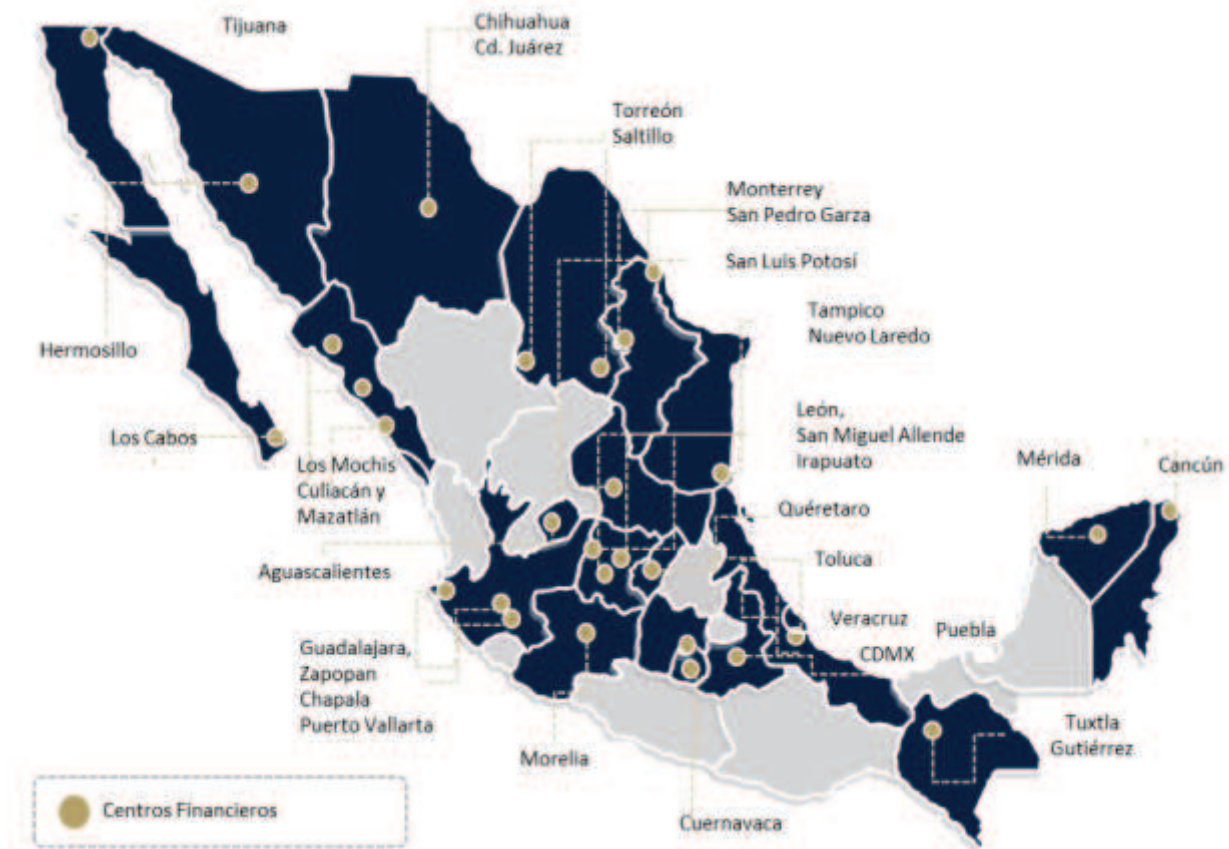 Tijuana
Chihuahua
Cd. Juárez
Torreón
Saltillo
Monterrey
San Pedro Garza
San Luis Potosí
Tampico
Nuevo Laredo
Hermosillo
León,
San Miguel Allende
Irapuato
Los Cabos
Los Mochis
Culiacán y
Mazatlán
Mérida
Cancún
Quéretaro
Aguascalientes
Toluca
Veracruz
Puebla
CDMX
Guadalajara,
Zapopan
Chapala
Puerto Vallarta
Tuxtla
Gutiérrez
Morelia
Centros Financieros
Cuernavaca